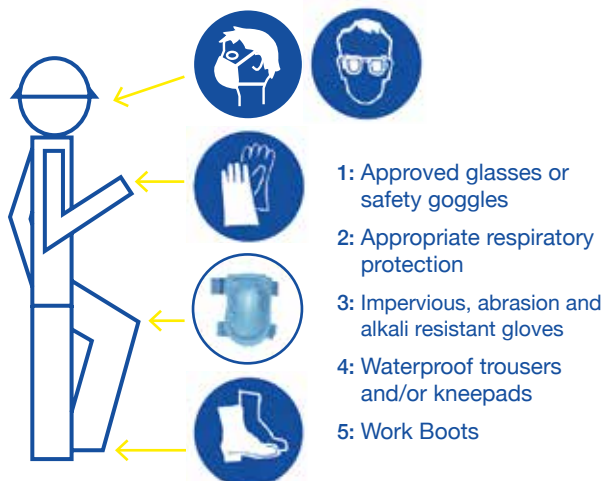 1: Approved glasses or
safety goggles
2: Appropriate respiratory
protection
3: Impervious, abrasion and
alkali resistant gloves
4: Waterproof trousers
and/or kneepads
5: Work Boots